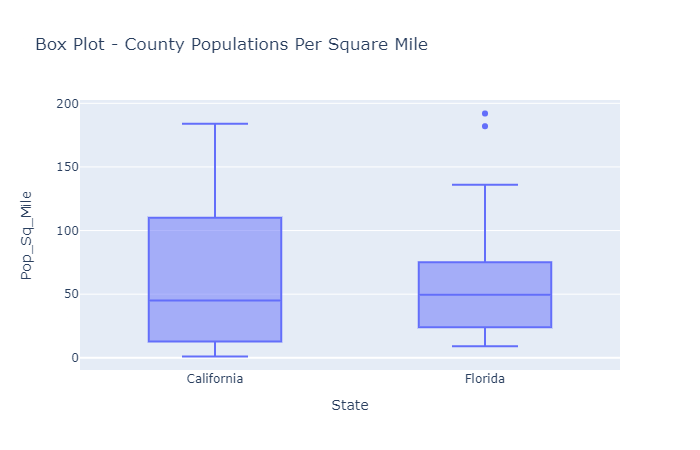 Box Plot - County Populations Per Square Mile
200
150
100
50
0
Pop_Sq_Mile
California
Florida
State